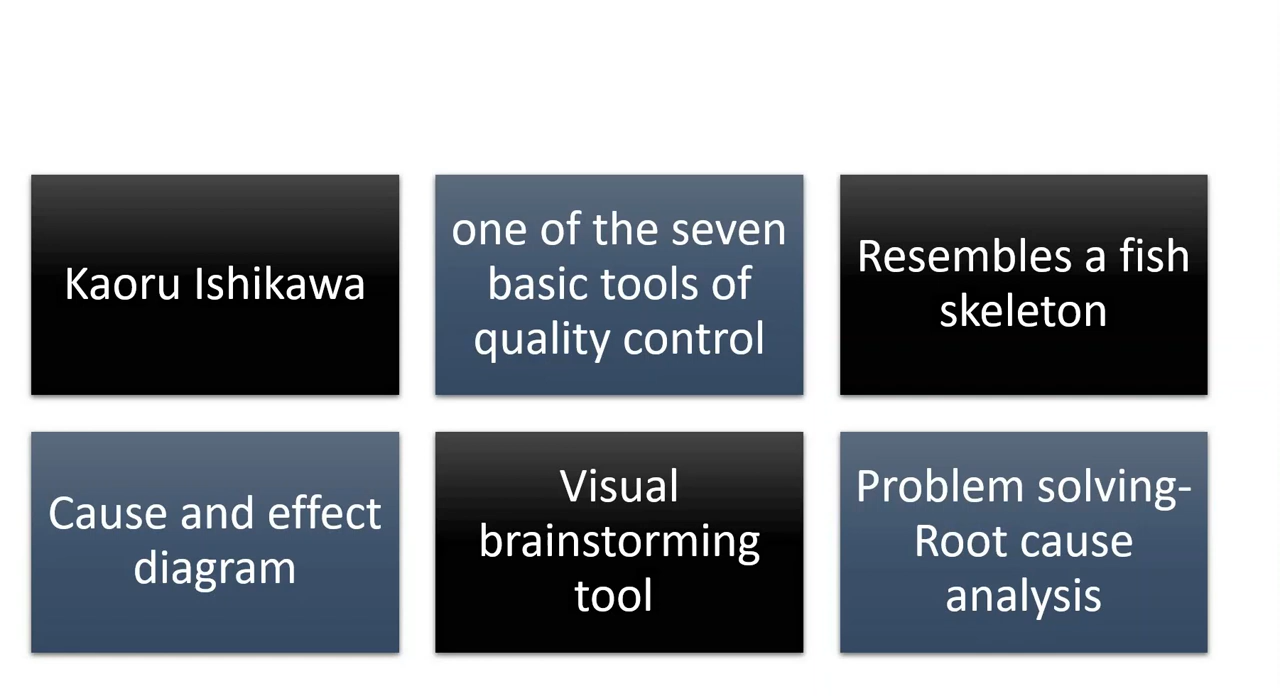 Kaoru Ishikawa
one of the seven
basic tools of
quality control
Resembles a fish
skeleton
Cause and effect
diagram
Visual
brainstorming
tool
Problem solving-
Root cause
analysis